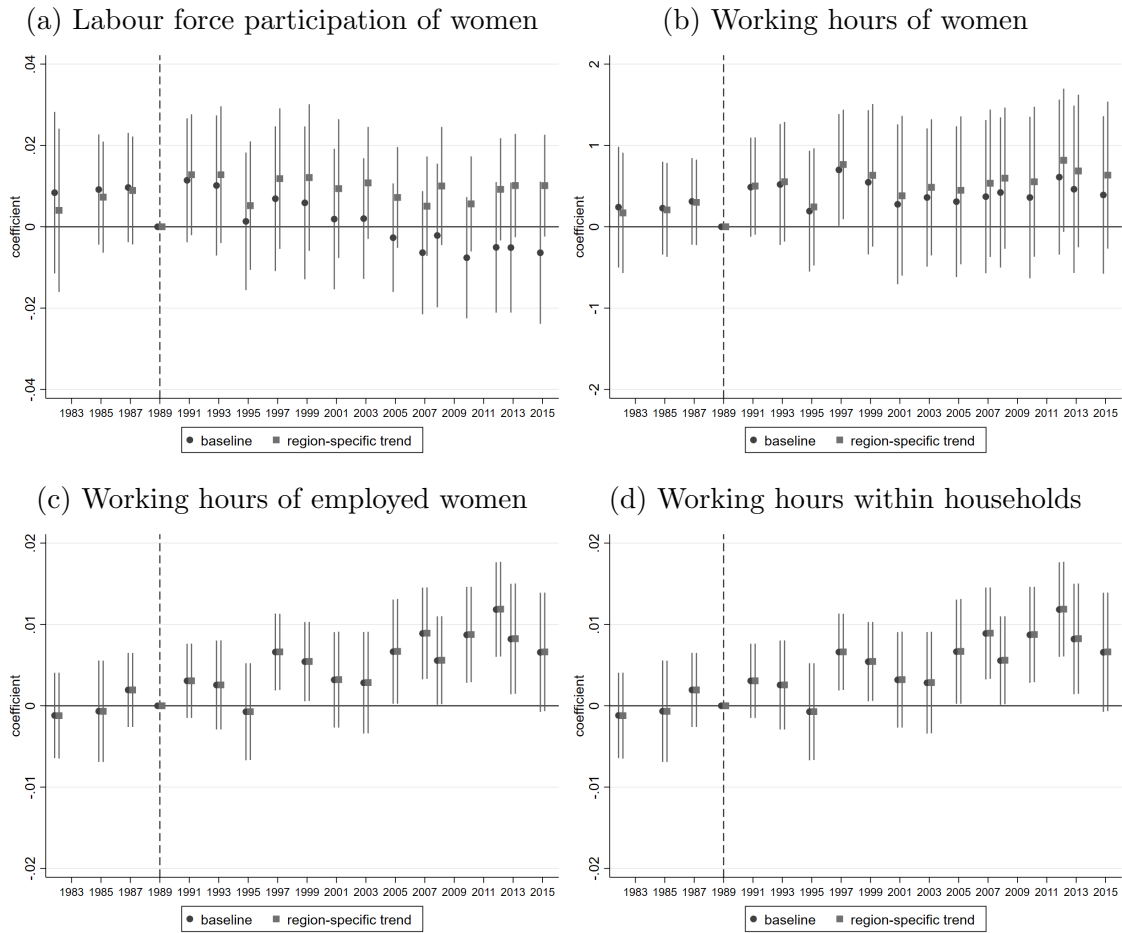 (a) Labour force participation of women
.04
.02
0
-.02
-.04
coefficient
1983 1985 1987 1989 1991 1993 1995 1997 1999 2001 2003 2005 2007 2009 2011 2013 2015
baseline region-specific trend
(b) Working hours of women
2
1
0
-1
-2
coefficient
1983 1985 1987 1989 1991 1993 1995 1997 1999 2001 2003 2005 2007 2009 2011 2013 2015
baseline region-specific trend
(c) Working hours of employed women
.02
.01
0
-.01
-.02
coefficient
1983 1985 1987 1989 1991 1993 1995 1997 1999 2001 2003 2005 2007 2009 2011 2013 2015
baseline region-specific trend
(d) Working hours within households
.02
.01
0
-.01
-.02
coefficient
1983 1985 1987 1989 1991 1993 1995 1997 1999 2001 2003 2005 2007 2009 2011 2013 2015
baseline region-specific trend